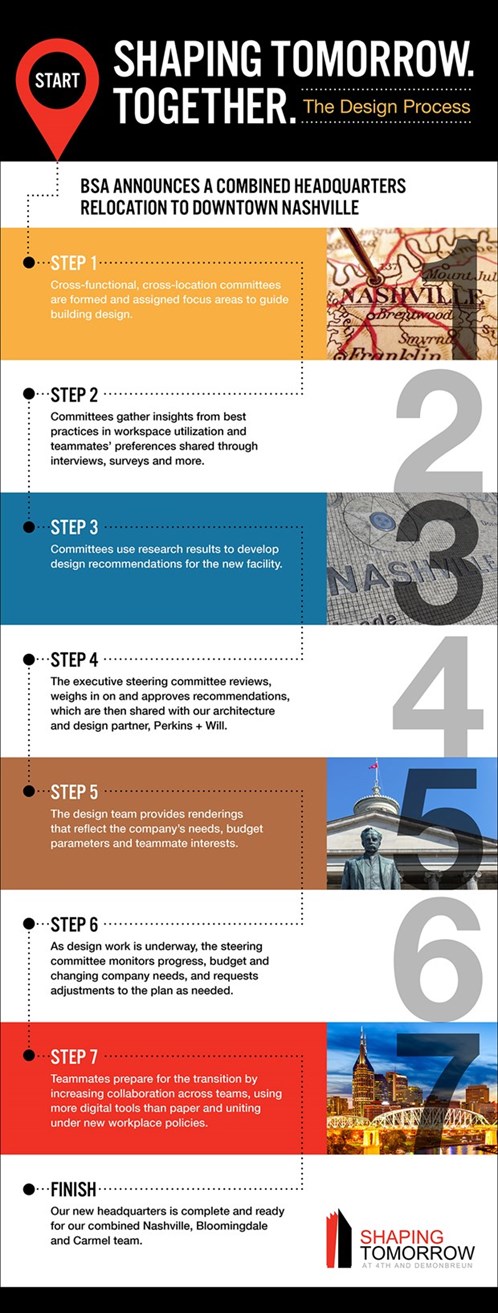 START
SHAPING TOMORROW.
TOGETHER.
The Design Process
BSA ANNOUNCES A COMBINED HEADQUARTERS
RELOCATION TO DOWNTOWN NASHVILLE
STEP 1
Cross-functional, cross-location committees
are formed and assigned focus areas to guide
building design.
1
Mount Jul
NASHVILLE
Brentwood
Smyrna
Franklin
STEP 2
Committees gather insights from best
practices in workspace utilization and
teammates' preferences shared through
interviews, surveys and more.
2
STEP 3
Committees use research results to develop
design recommendations for the new facility.
3
NASHVILLE
STEP 4
The executive steering committee reviews,
weighs in on and approves recommendations,
which are then shared with our architecture
and design partner, Perkins + Will.
4
STEP 5
The design team provides renderings
that reflect the company's needs, budget
parameters and teammate interests.
5
STEP 6
As design work is underway, the steering
committee monitors progress, budget and
changing company needs, and requests
adjustments to the plan as needed.
6
STEP 7
Teammates prepare for the transition by
increasing collaboration across teams, using
more digital tools than paper and uniting
under new workplace policies.
7
FINISH
Our new headquarters is complete and ready
for our combined Nashville, Bloomingdale
and Carmel team.
SHAPING
TOMORROW
AT 4TH AND DEMONBREUN